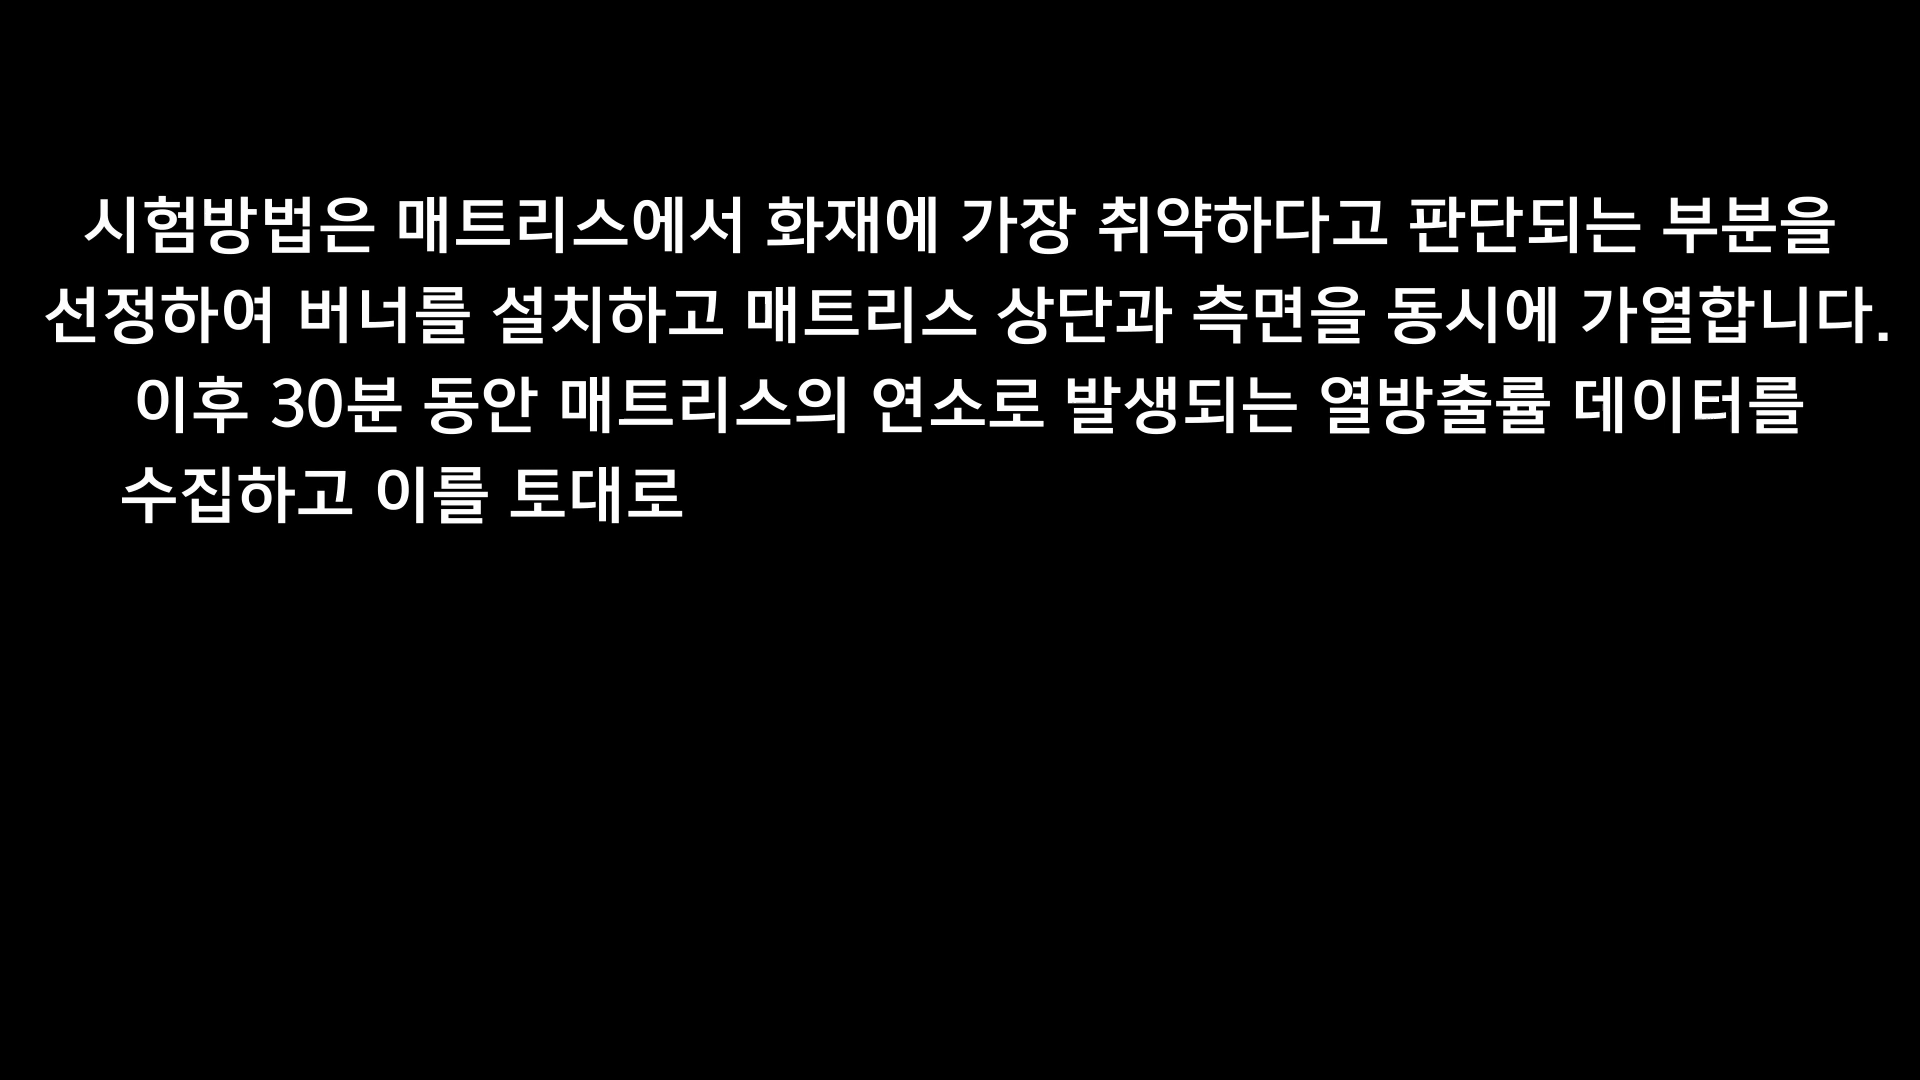 시험방법은 매트리스에서 화재에 가장 취약하다고 판단되는 부분을
선정하여 버너를 설치하고 매트리스 상단과 측면을 동시에 가열합니다.
이후 30분 동안 매트리스의 연소로 발생되는 열방출률 데이터를
수집하고 이를 토대로